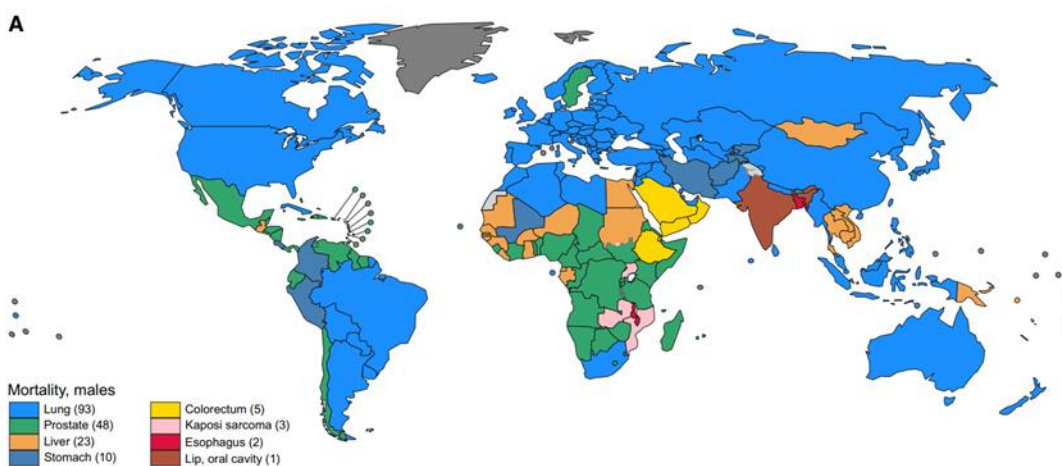 A
Mortality, males
Lung (93)
Prostate (48)
Liver (23)
Stomach (10)
Colorectum (5)
Kaposi sarcoma (3)
Esophagus (2)
Lip, oral cavity (1)